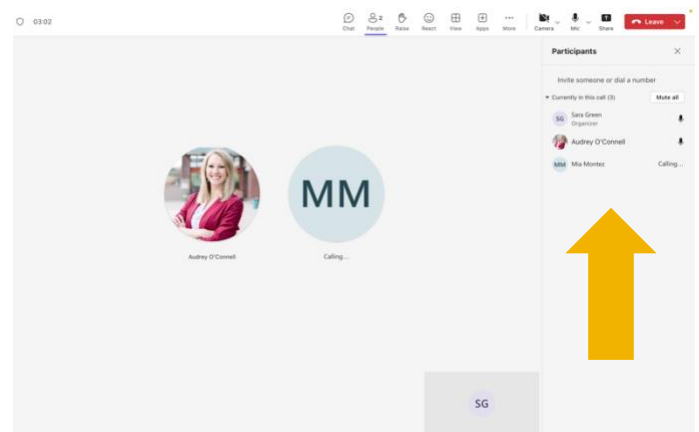 03:02
2
Chat People Raise React View Apps More Camera Mic Share Leave
Participants
Invite someone or dial a number
Currently in this call (3) Mute all
SG Sara Green
Organizer
Audrey O'Connell
MM Mia Montez Calling...
MM
Audrey O'Connell Calling...
SG